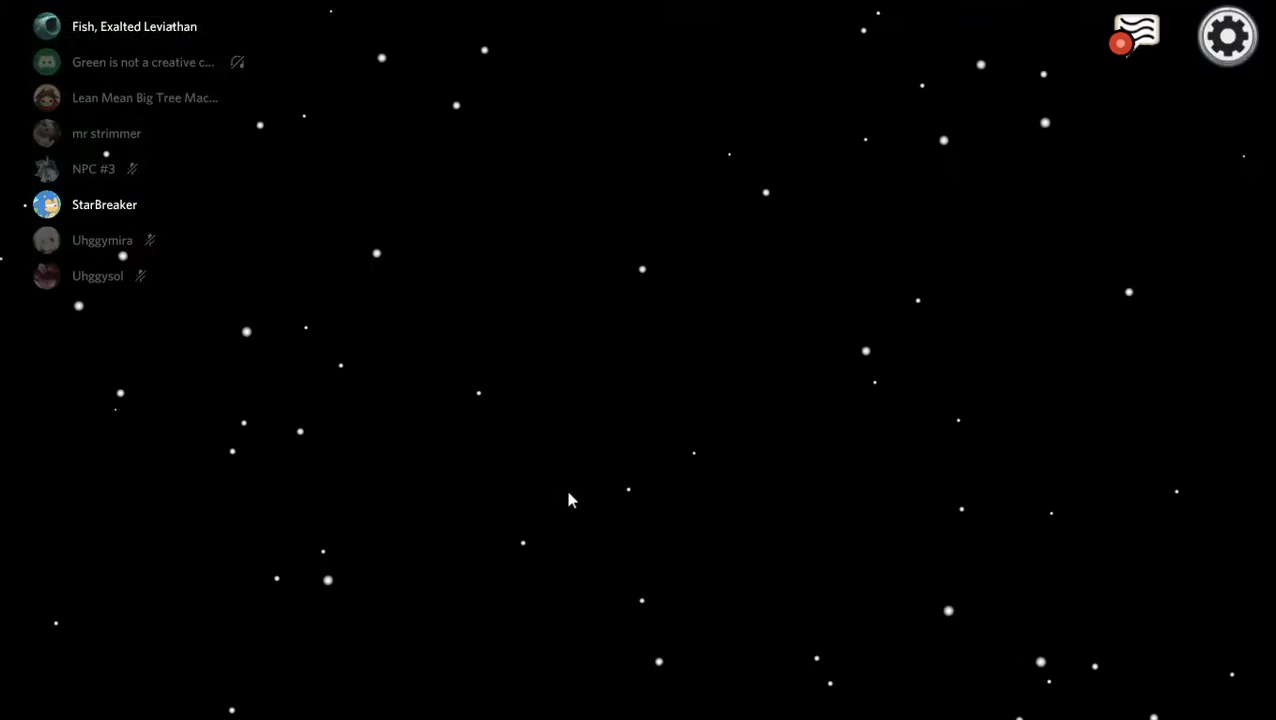 Fish, Exalted Leviathan
Green is not a creative c...
Lean Mean Big Tree Mac...
mr strimmer
NPC #3
StarBreaker
Uhggymira
Uhggysol